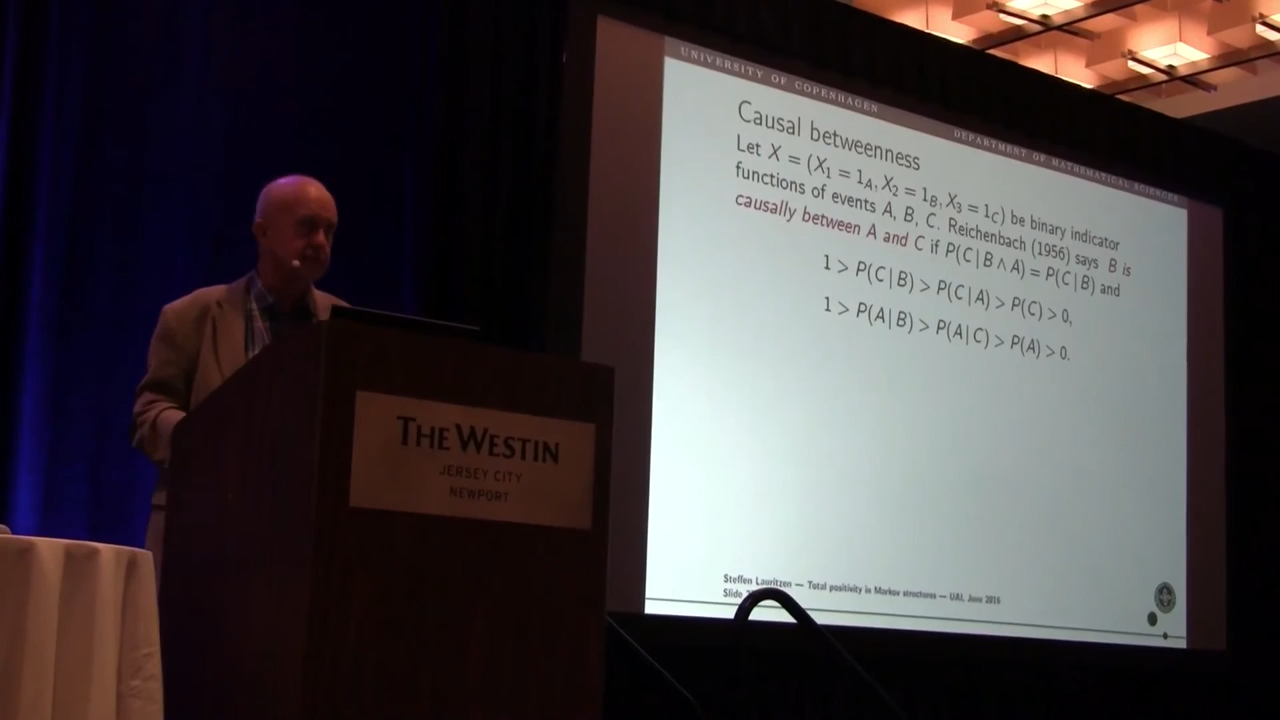 UNIVERSITY OF COPENHAGEN
DEPARTMENT OF MATHEMATICAL SCIENCES
Causal betweenness
Let X = (X₁ = 1_A, X₂ = 1_B, X₃ = 1_C) be binary indicator
functions of events A, B, C. Reichenbach (1956) says B is
causally between A and C if P(C | B ∧ A) = P(C | B) and
1 > P(C | B) > P(C | A) > P(C) > 0,
1 > P(A | B) > P(A | C) > P(A) > 0.
Steffen Lauritzen — Total positivity in Markov structures — UAI, June 2016
Slide
THE WESTIN
JERSEY CITY
NEWPORT